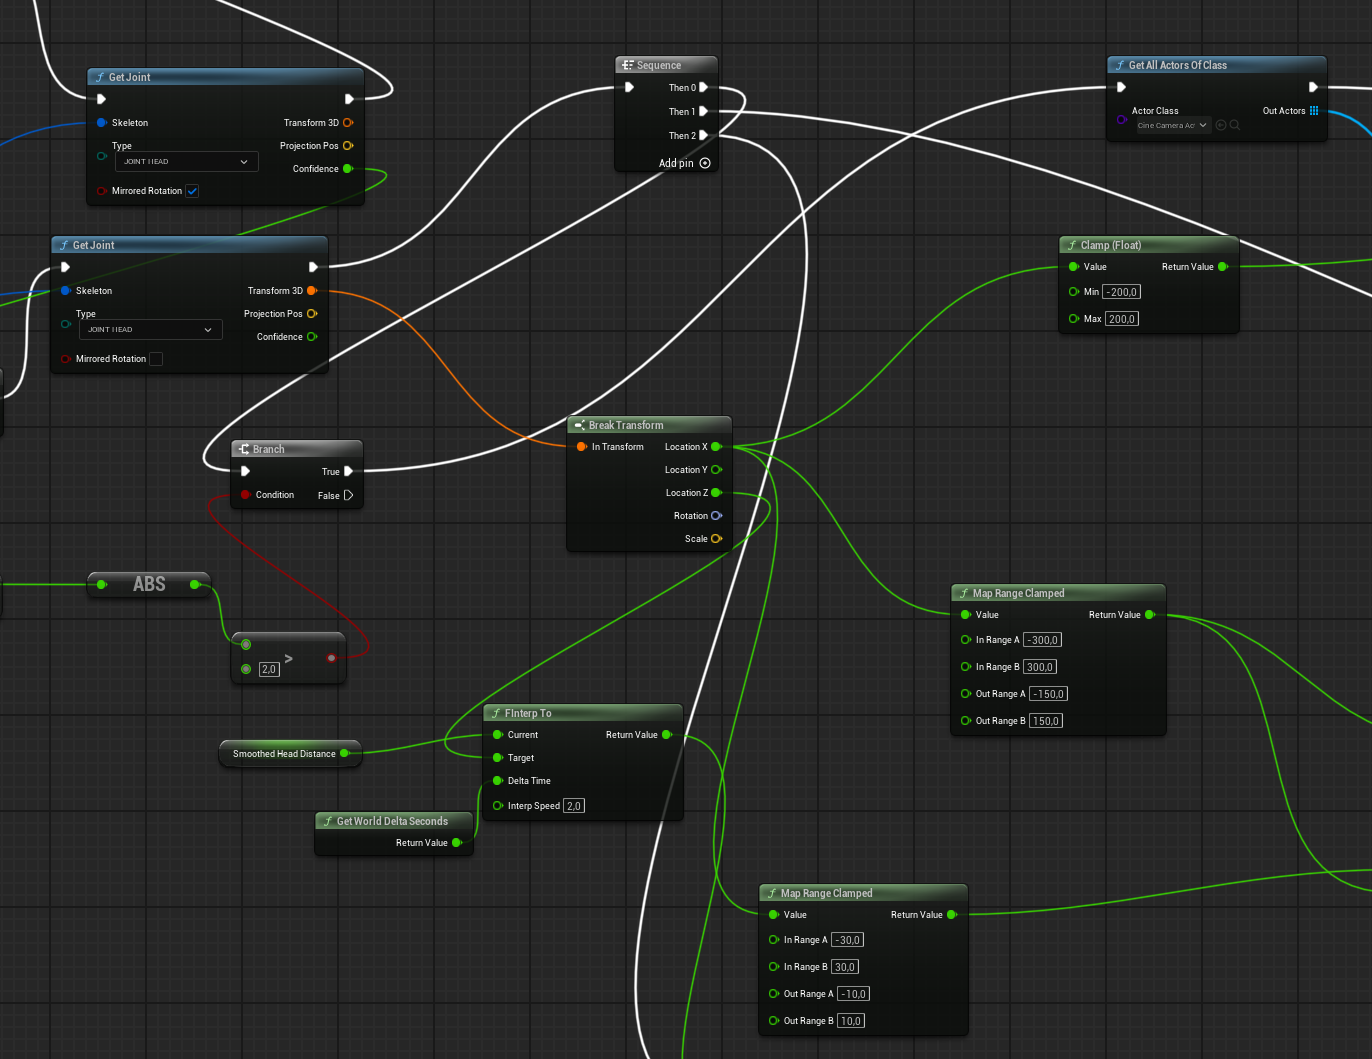 Get Joint
Skeleton
Transform 3D
Type
Projection Pos
JOINT HEAD
Confidence
Mirrored Rotation
Get Joint
Skeleton
Transform 3D
Type
Projection Pos
JOINT HEAD
Confidence
Mirrored Rotation
Sequence
Then 0
Then 1
Then 2
Add pin
Get All Actors Of Class
Actor Class
Out Actors
Cine Camera Ac
Clamp (Float)
Value
Return Value
Min -200,0
Max 200,0
Branch
True
Condition
False
Break Transform
In Transform
Location X
Location Y
Location Z
Rotation
Scale
ABS
>
2,0
Map Range Clamped
Value
Return Value
In Range A -300,0
In Range B 300,0
Out Range A -150,0
Out Range B 150,0
Smoothed Head Distance
FInterp To
Current
Return Value
Target
Delta Time
Interp Speed 2,0
Get World Delta Seconds
Return Value
Map Range Clamped
Value
Return Value
In Range A -30,0
In Range B 30,0
Out Range A -10,0
Out Range B 10,0